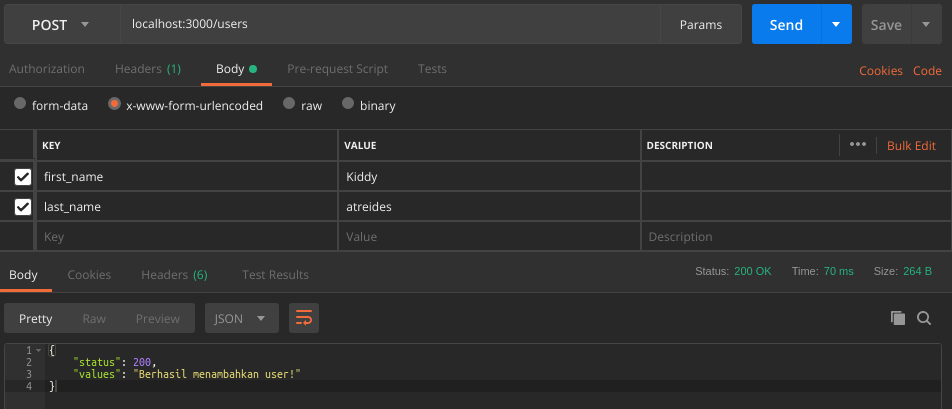 POST localhost:3000/users Params Send Save
Authorization Headers (1) Body Pre-request Script Tests Cookies Code
form-data x-www-form-urlencoded raw binary
KEY VALUE DESCRIPTION ••• Bulk Edit
first_name Kiddy
last_name atreides
Key Value Description
Body Cookies Headers (6) Test Results Status: 200 OK Time: 70 ms Size: 264 B
Pretty Raw Preview JSON
1 {
2 "status": 200,
3 "values": "Berhasil menambahkan user!"
4 }